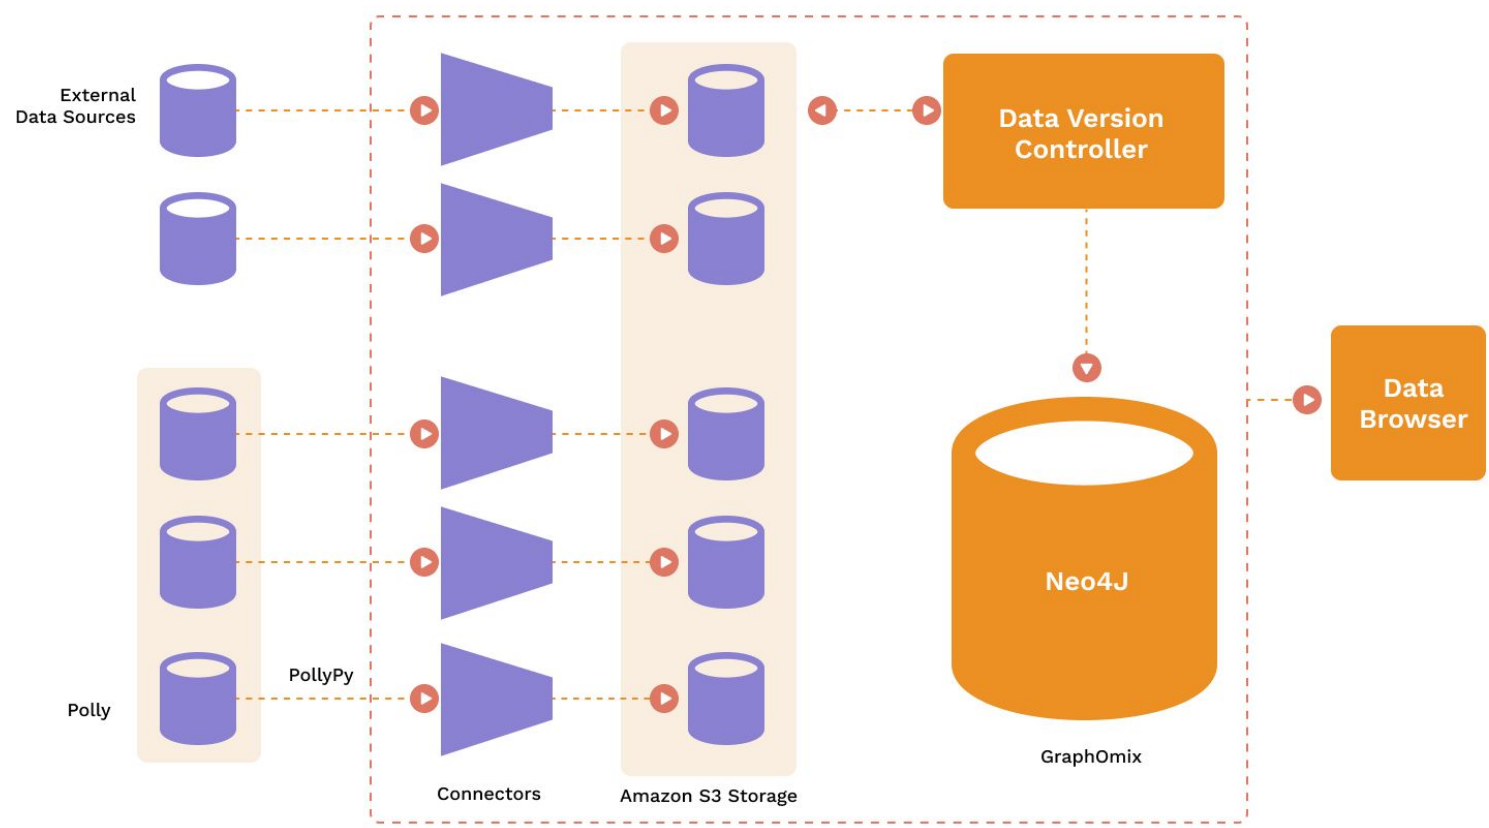 External
Data Sources
Data Version
Controller
Data
Browser
Neo4J
PollyPy
Polly
GraphOmix
Connectors
Amazon S3 Storage